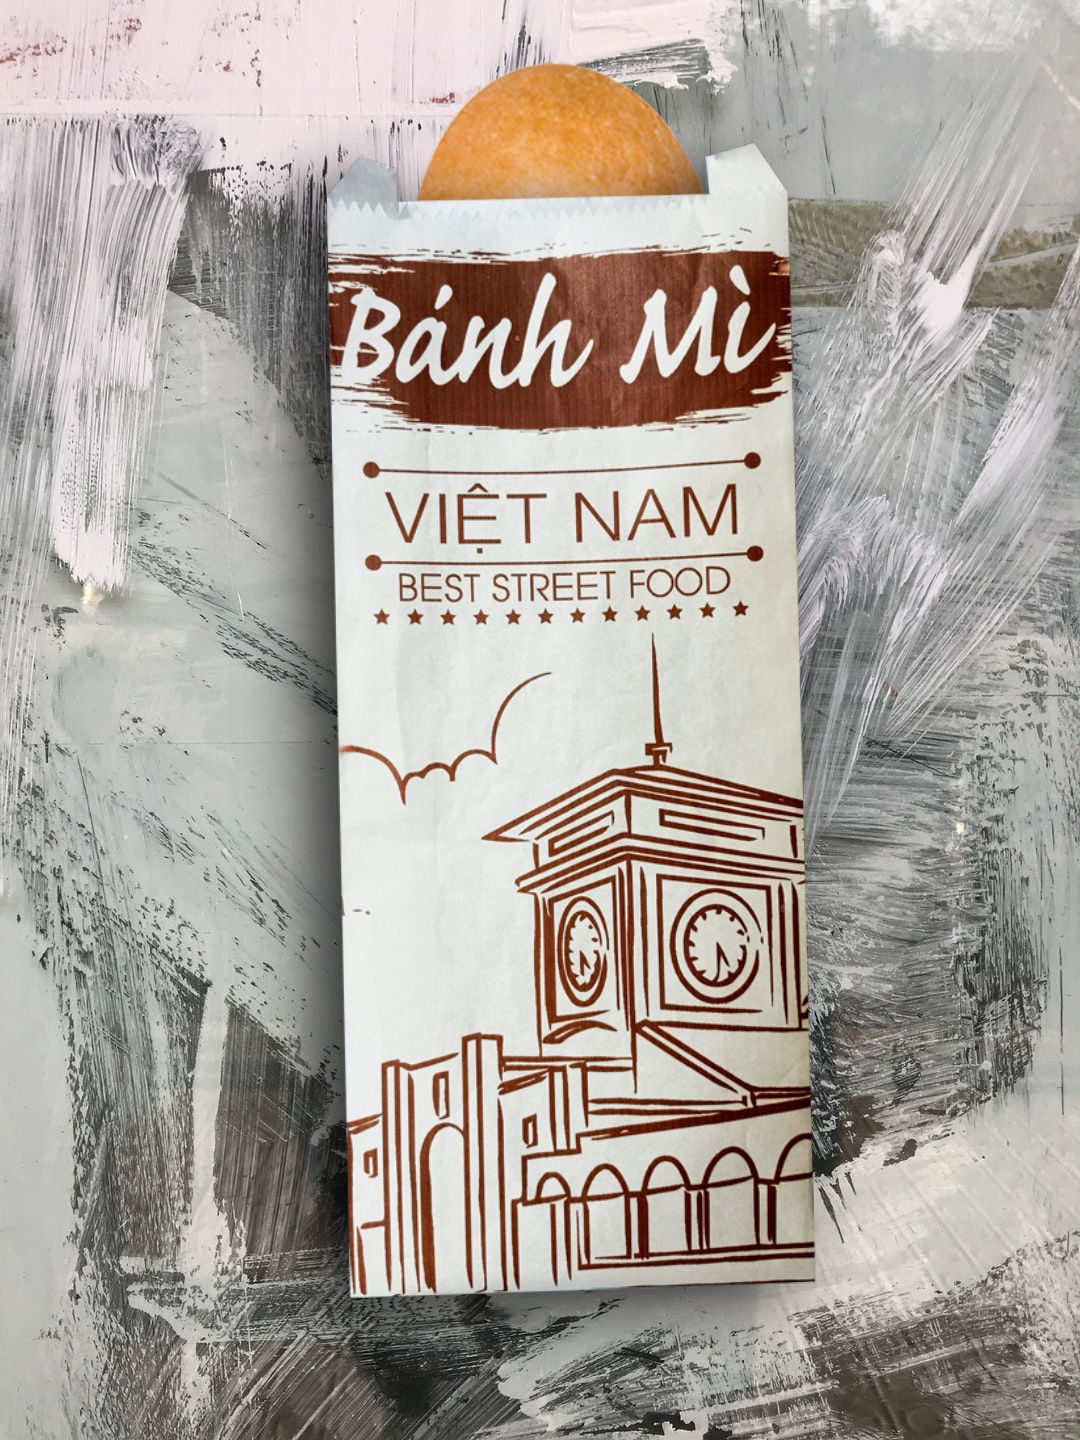 Bánh Mì
VIỆT NAM
BEST STREET FOOD